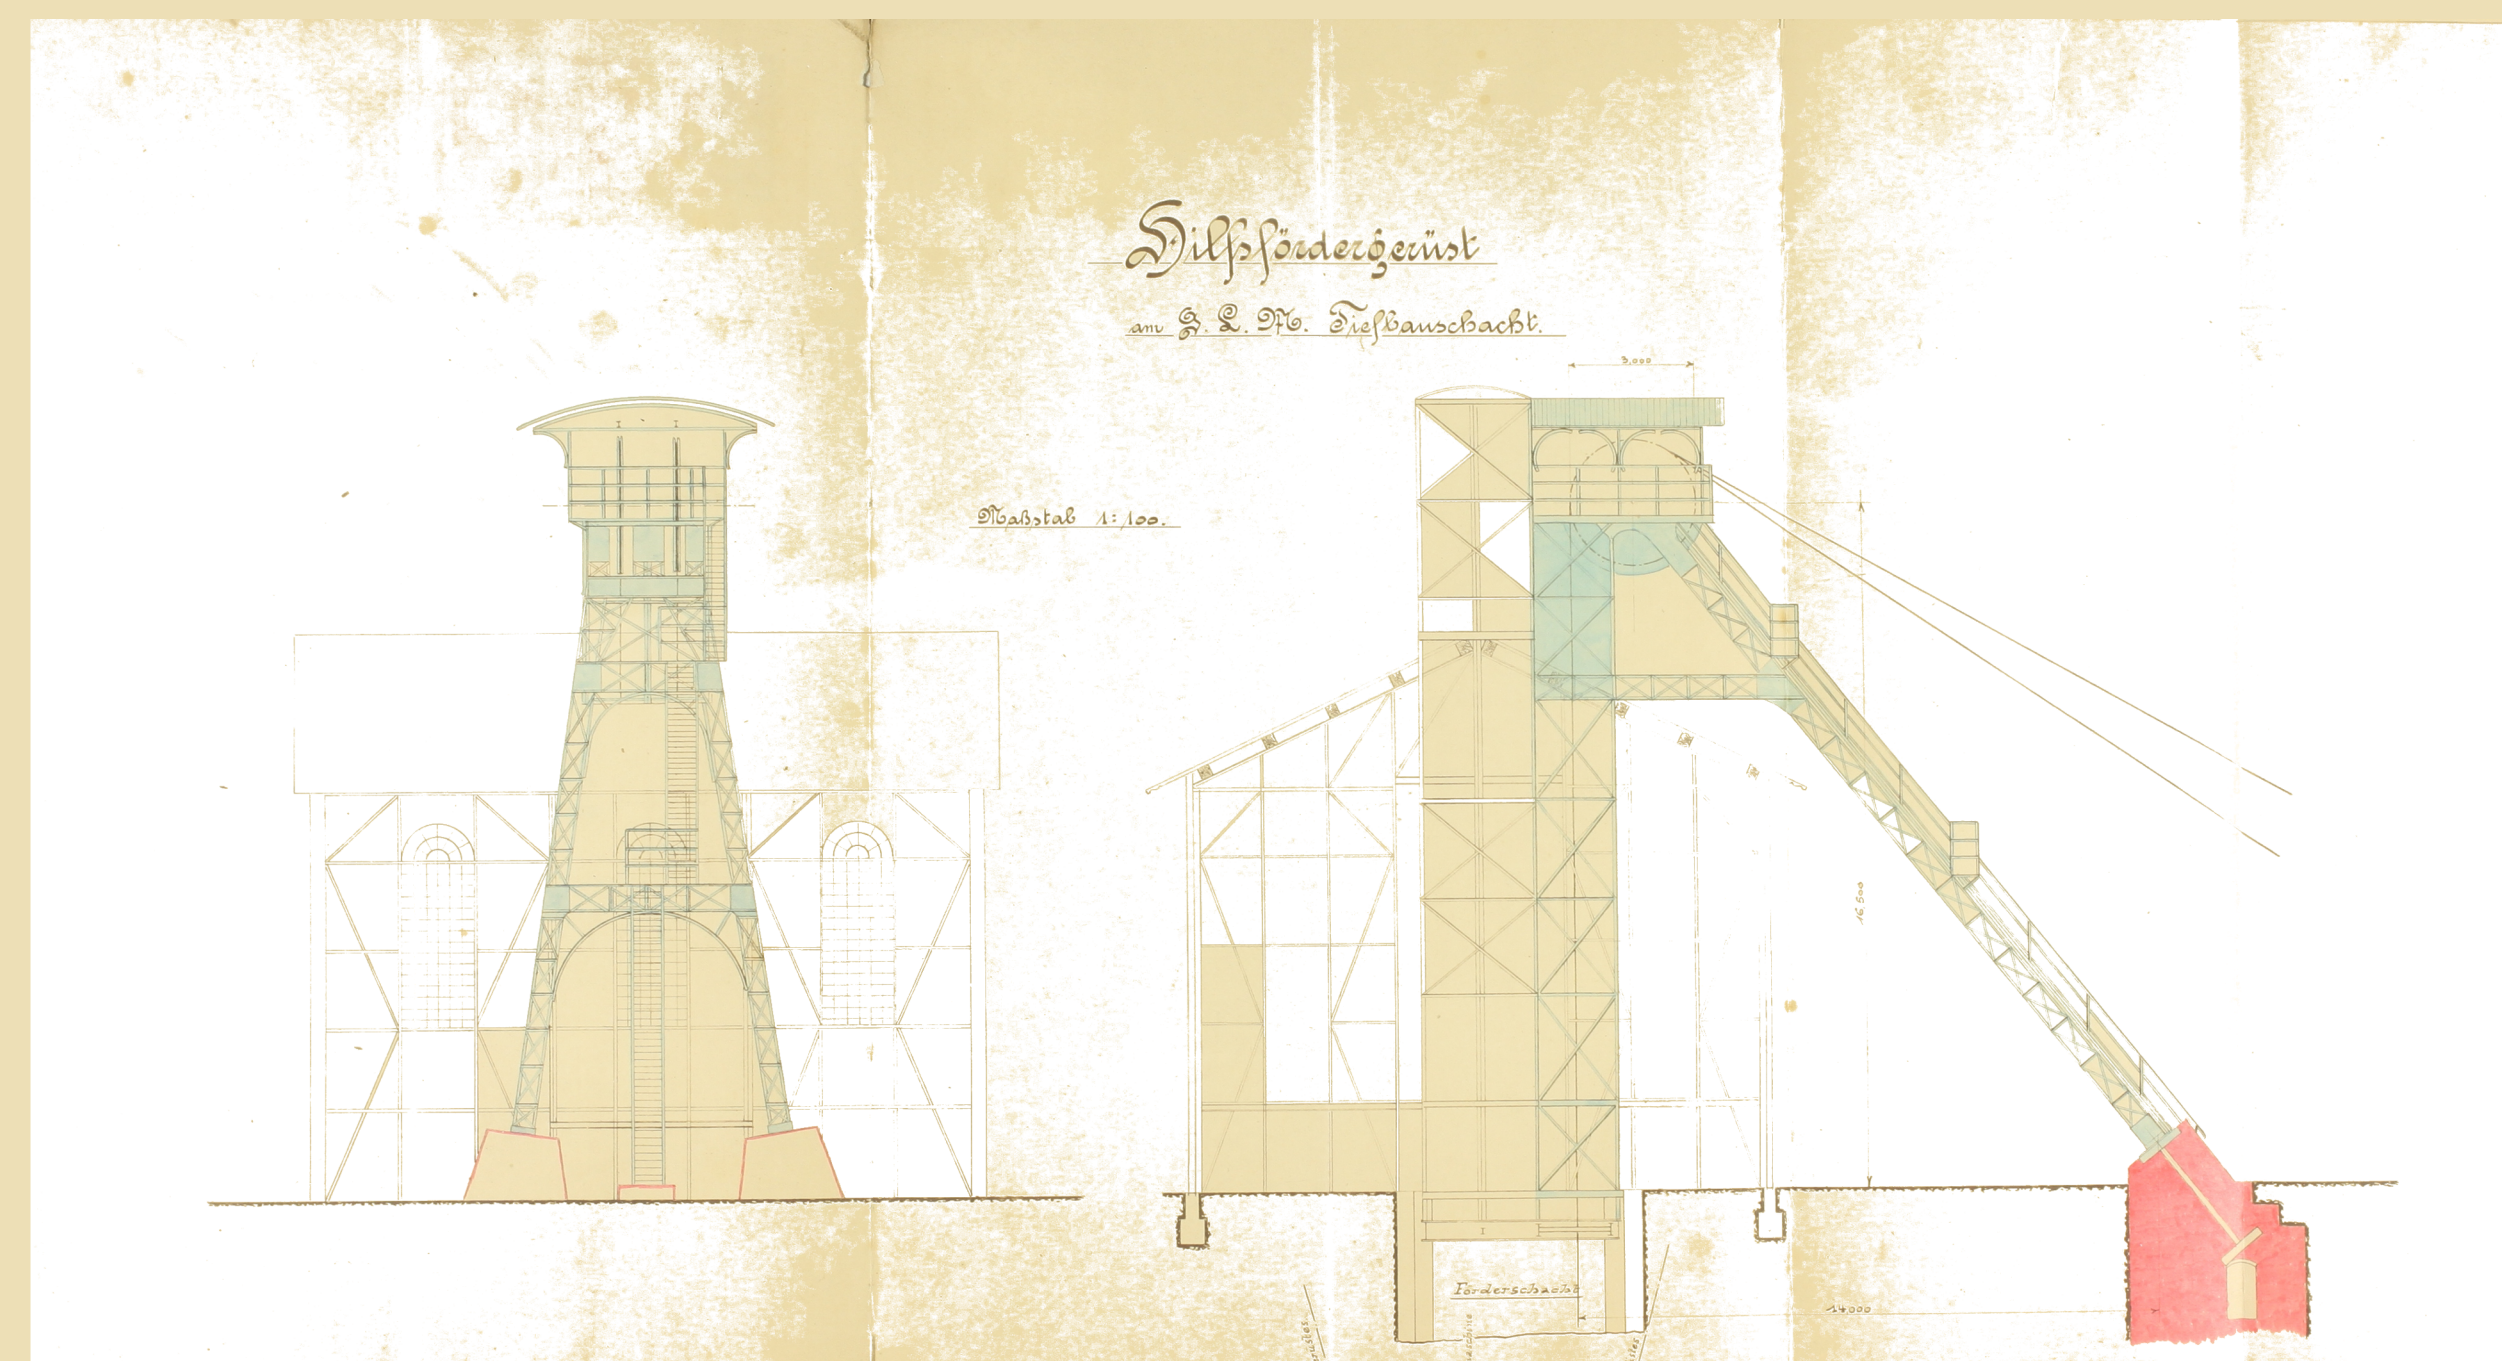 Hilfsfördergerüst
am S. L. M. Tiefbauschacht.
3,000
Maßstab 1:100.
16 500
Förderschacht
14 000